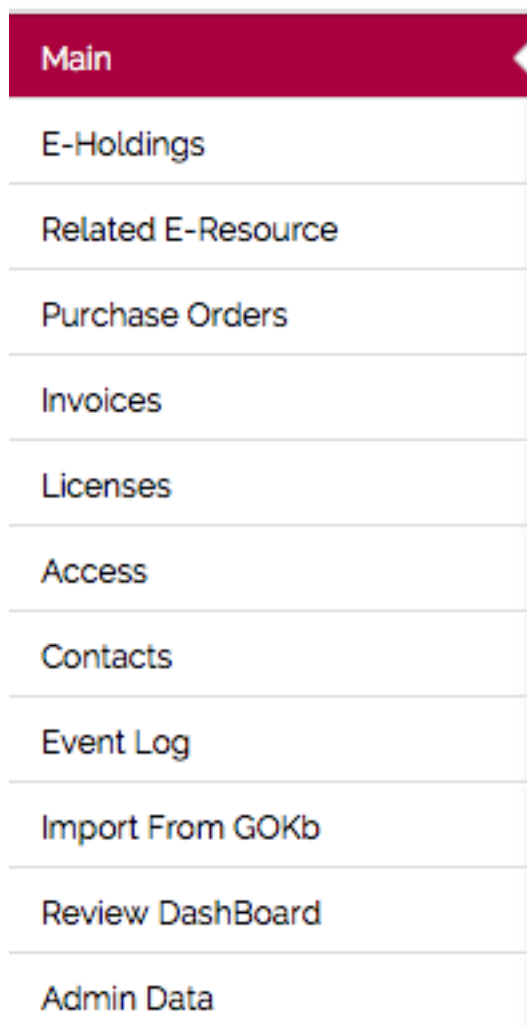 Main
E-Holdings
Related E-Resource
Purchase Orders
Invoices
Licenses
Access
Contacts
Event Log
Import From GOKb
Review DashBoard
Admin Data